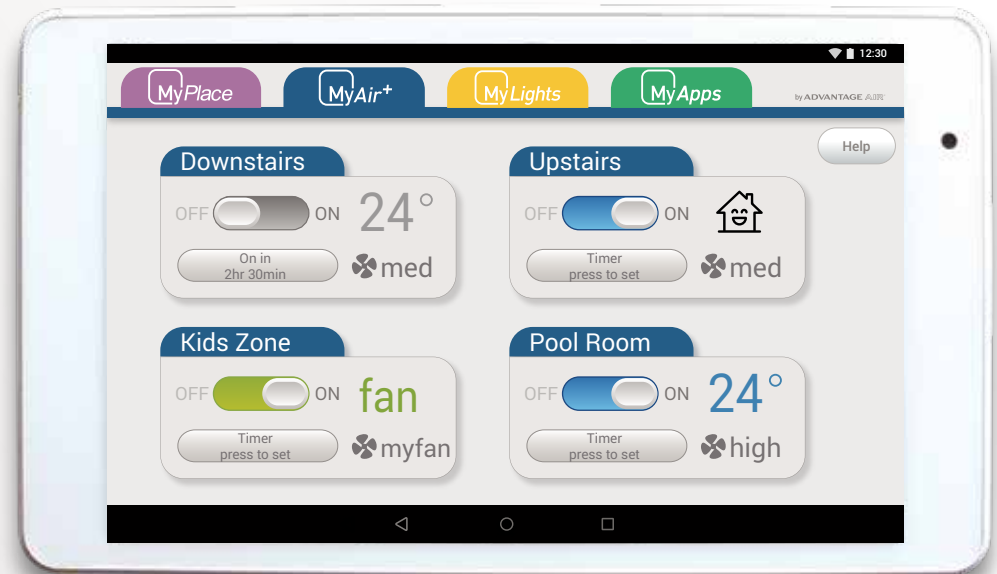 12:30
MyPlace
MyAir+
MyLights
MyApps
by ADVANTAGE AIR
Help
Downstairs
OFF ON 24°
On in
2hr 30min
med
Upstairs
OFF ON
Timer
press to set
med
Kids Zone
OFF ON fan
Timer
press to set
myfan
Pool Room
OFF ON 24°
Timer
press to set
high